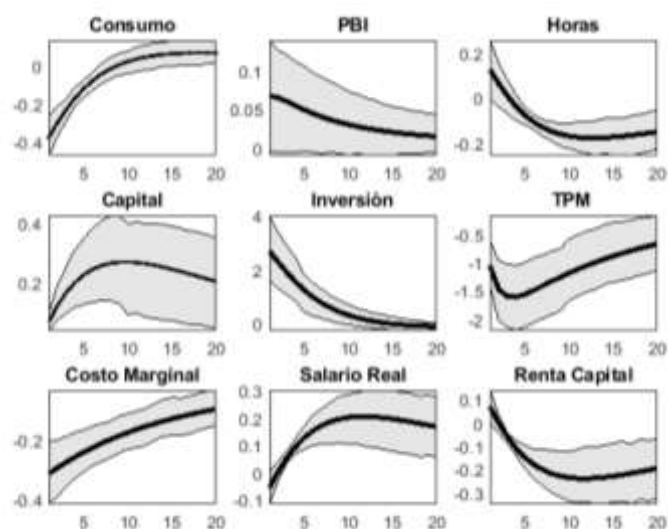 Consumo PBI Horas
0 0.1 0.2
-0.2 0.05 0
-0.4 0 -0.2
5 10 15 20 5 10 15 20 5 10 15 20
Capital Inversión TPM
0.4 4 -0.5
0.2 2 -1
0 -1.5
-2
5 10 15 20 5 10 15 20 5 10 15 20
Costo Marginal Salario Real Renta Capital
-0.2 0.3 0.1
-0.4 0.2 0
0.1 -0.1
0 -0.2
-0.1 -0.3
5 10 15 20 5 10 15 20 5 10 15 20